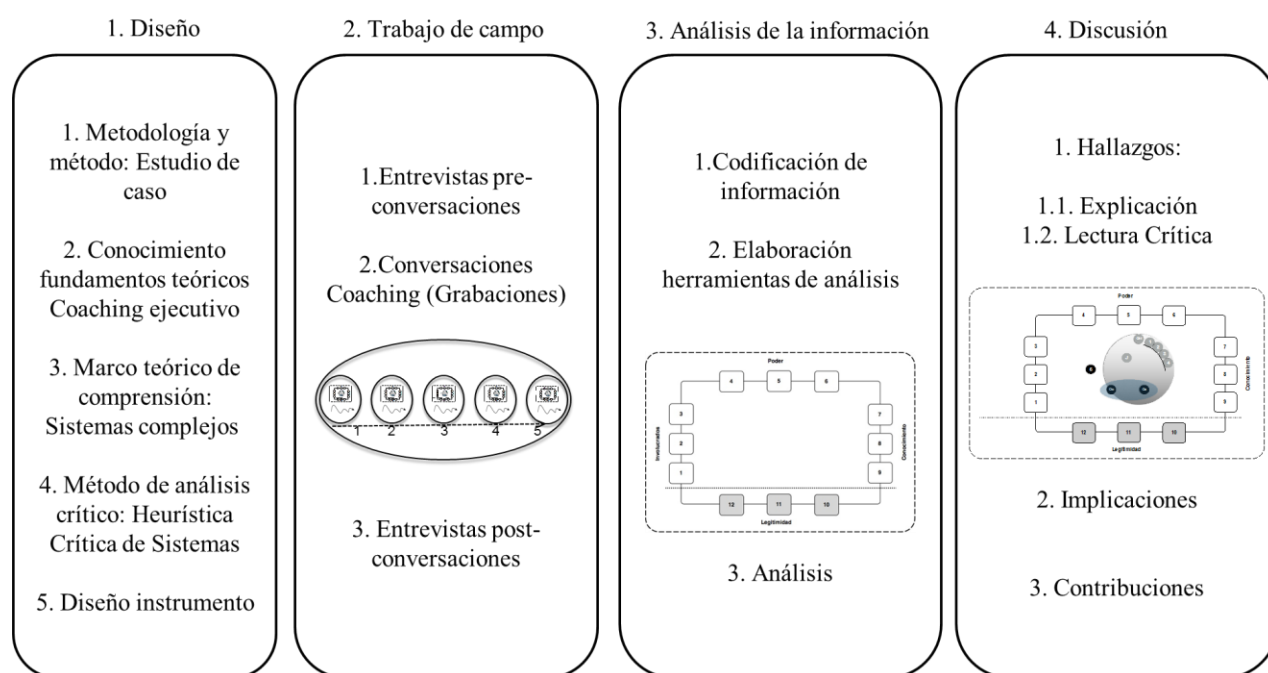 1. Diseño
1. Metodología y
método: Estudio de
caso
2. Conocimiento
fundamentos teóricos
Coaching ejecutivo
3. Marco teórico de
comprensión:
Sistemas complejos
4. Método de análisis
crítico: Heurística
Crítica de Sistemas
5. Diseño instrumento
2. Trabajo de campo
1.Entrevistas pre-
conversaciones
2.Conversaciones
Coaching (Grabaciones)
1 2 3 4 5
3. Entrevistas post-
conversaciones
3. Análisis de la información
1.Codificación de
información
2. Elaboración
herramientas de análisis
Poder
4 5 6
3 7
Involucrados
2 8
Conocimiento
1 9
12 11 10
Legitimidad
3. Análisis
4. Discusión
1. Hallazgos:
1.1. Explicación
1.2. Lectura Crítica
Poder
4 5 6
3 7
2 8
Conocimiento
1 9
12 11 10
Legitimidad
2. Implicaciones
3. Contribuciones